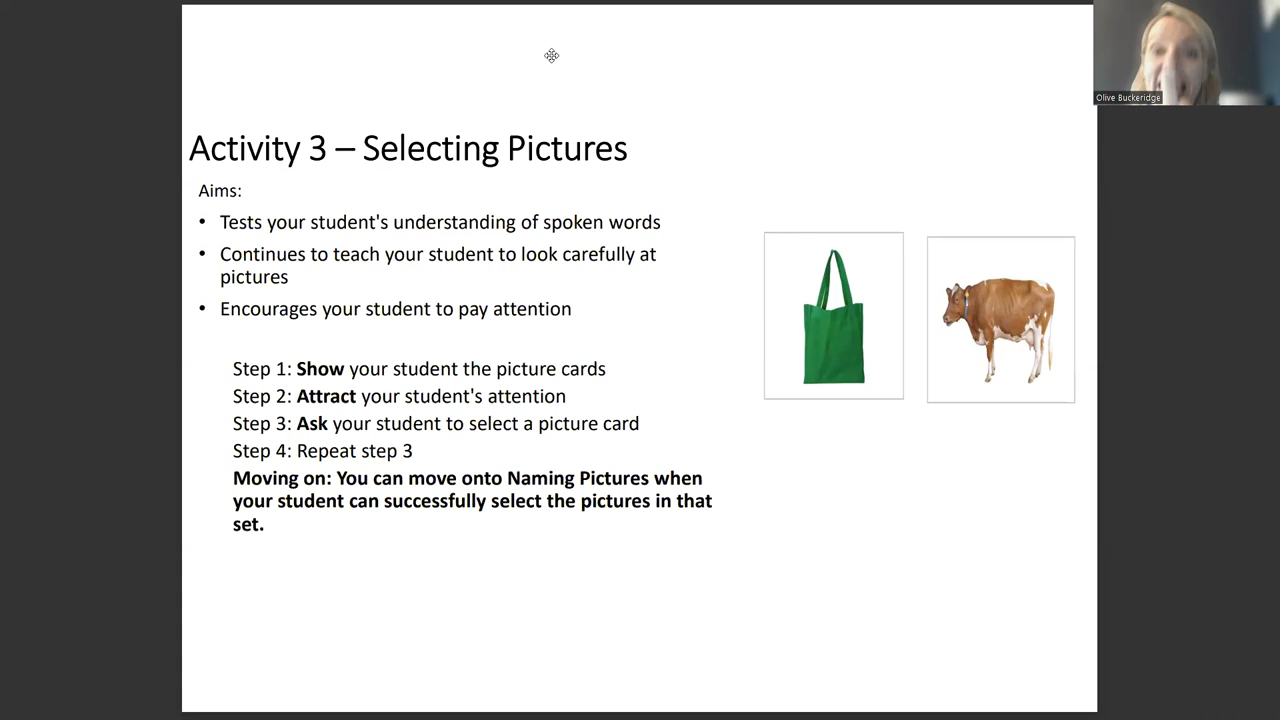 Olive Buckeridge
Activity 3 – Selecting Pictures
Aims:
• Tests your student's understanding of spoken words
• Continues to teach your student to look carefully at
pictures
• Encourages your student to pay attention
Step 1: Show your student the picture cards
Step 2: Attract your student's attention
Step 3: Ask your student to select a picture card
Step 4: Repeat step 3
Moving on: You can move onto Naming Pictures when
your student can successfully select the pictures in that
set.